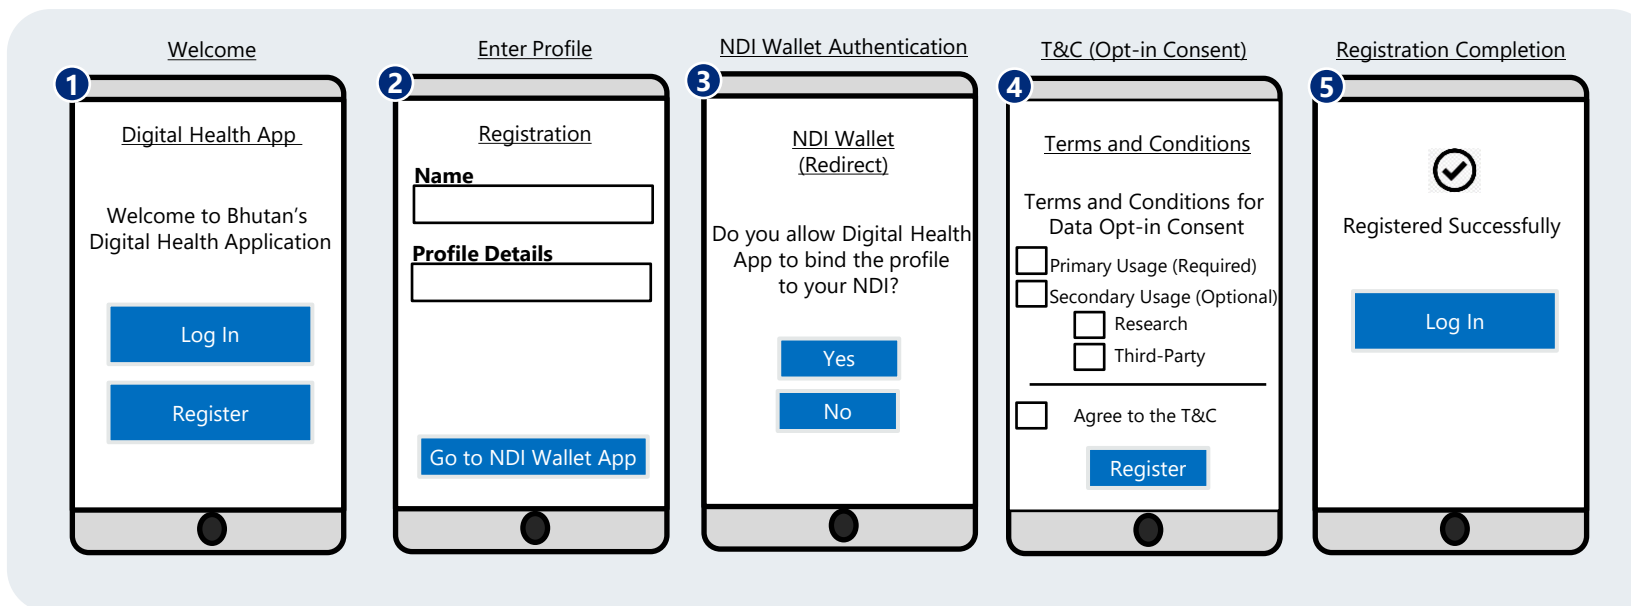 Welcome
1
Digital Health App
Welcome to Bhutan's
Digital Health Application
Log In
Register
Enter Profile
2
Registration
Name
Profile Details
Go to NDI Wallet App
NDI Wallet Authentication
3
NDI Wallet
(Redirect)
Do you allow Digital Health
App to bind the profile
to your NDI?
Yes
No
T&C (Opt-in Consent)
4
Terms and Conditions
Terms and Conditions for
Data Opt-in Consent
Primary Usage (Required)
Secondary Usage (Optional)
Research
Third-Party
Agree to the T&C
Register
Registration Completion
5
Registered Successfully
Log In